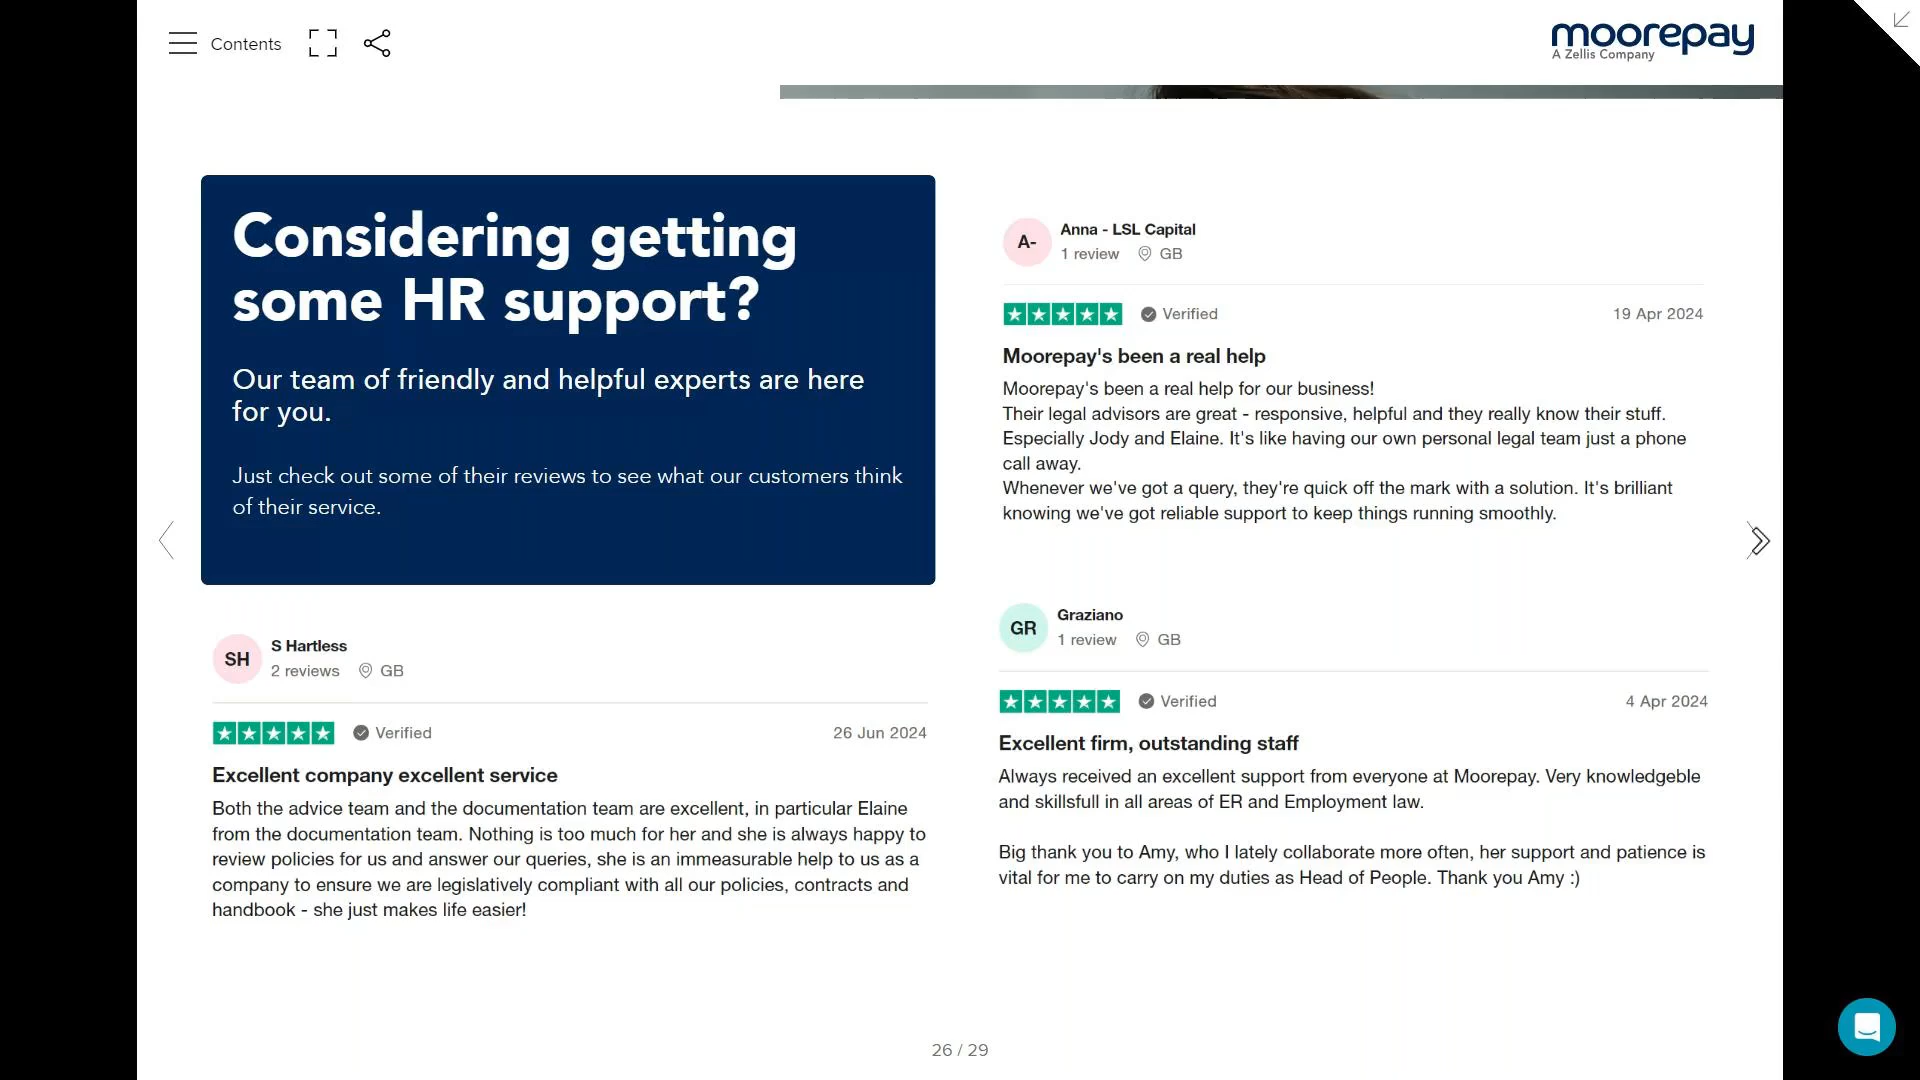 Contents
moorepay
A Zellis Company
Considering getting
some HR support?
Our team of friendly and helpful experts are here
for you.
Just check out some of their reviews to see what our customers think
of their service.
SH
S Hartless
2 reviews GB
Verified
26 Jun 2024
Excellent company excellent service
Both the advice team and the documentation team are excellent, in particular Elaine
from the documentation team. Nothing is too much for her and she is always happy to
review policies for us and answer our queries, she is an immeasurable help to us as a
company to ensure we are legislatively compliant with all our policies, contracts and
handbook - she just makes life easier!
A-
Anna - LSL Capital
1 review GB
Verified
19 Apr 2024
Moorepay's been a real help
Moorepay's been a real help for our business!
Their legal advisors are great - responsive, helpful and they really know their stuff.
Especially Jody and Elaine. It's like having our own personal legal team just a phone
call away.
Whenever we've got a query, they're quick off the mark with a solution. It's brilliant
knowing we've got reliable support to keep things running smoothly.
GR
Graziano
1 review GB
Verified
4 Apr 2024
Excellent firm, outstanding staff
Always received an excellent support from everyone at Moorepay. Very knowledgeble
and skillsfull in all areas of ER and Employment law.
Big thank you to Amy, who I lately collaborate more often, her support and patience is
vital for me to carry on my duties as Head of People. Thank you Amy :)
26 / 29